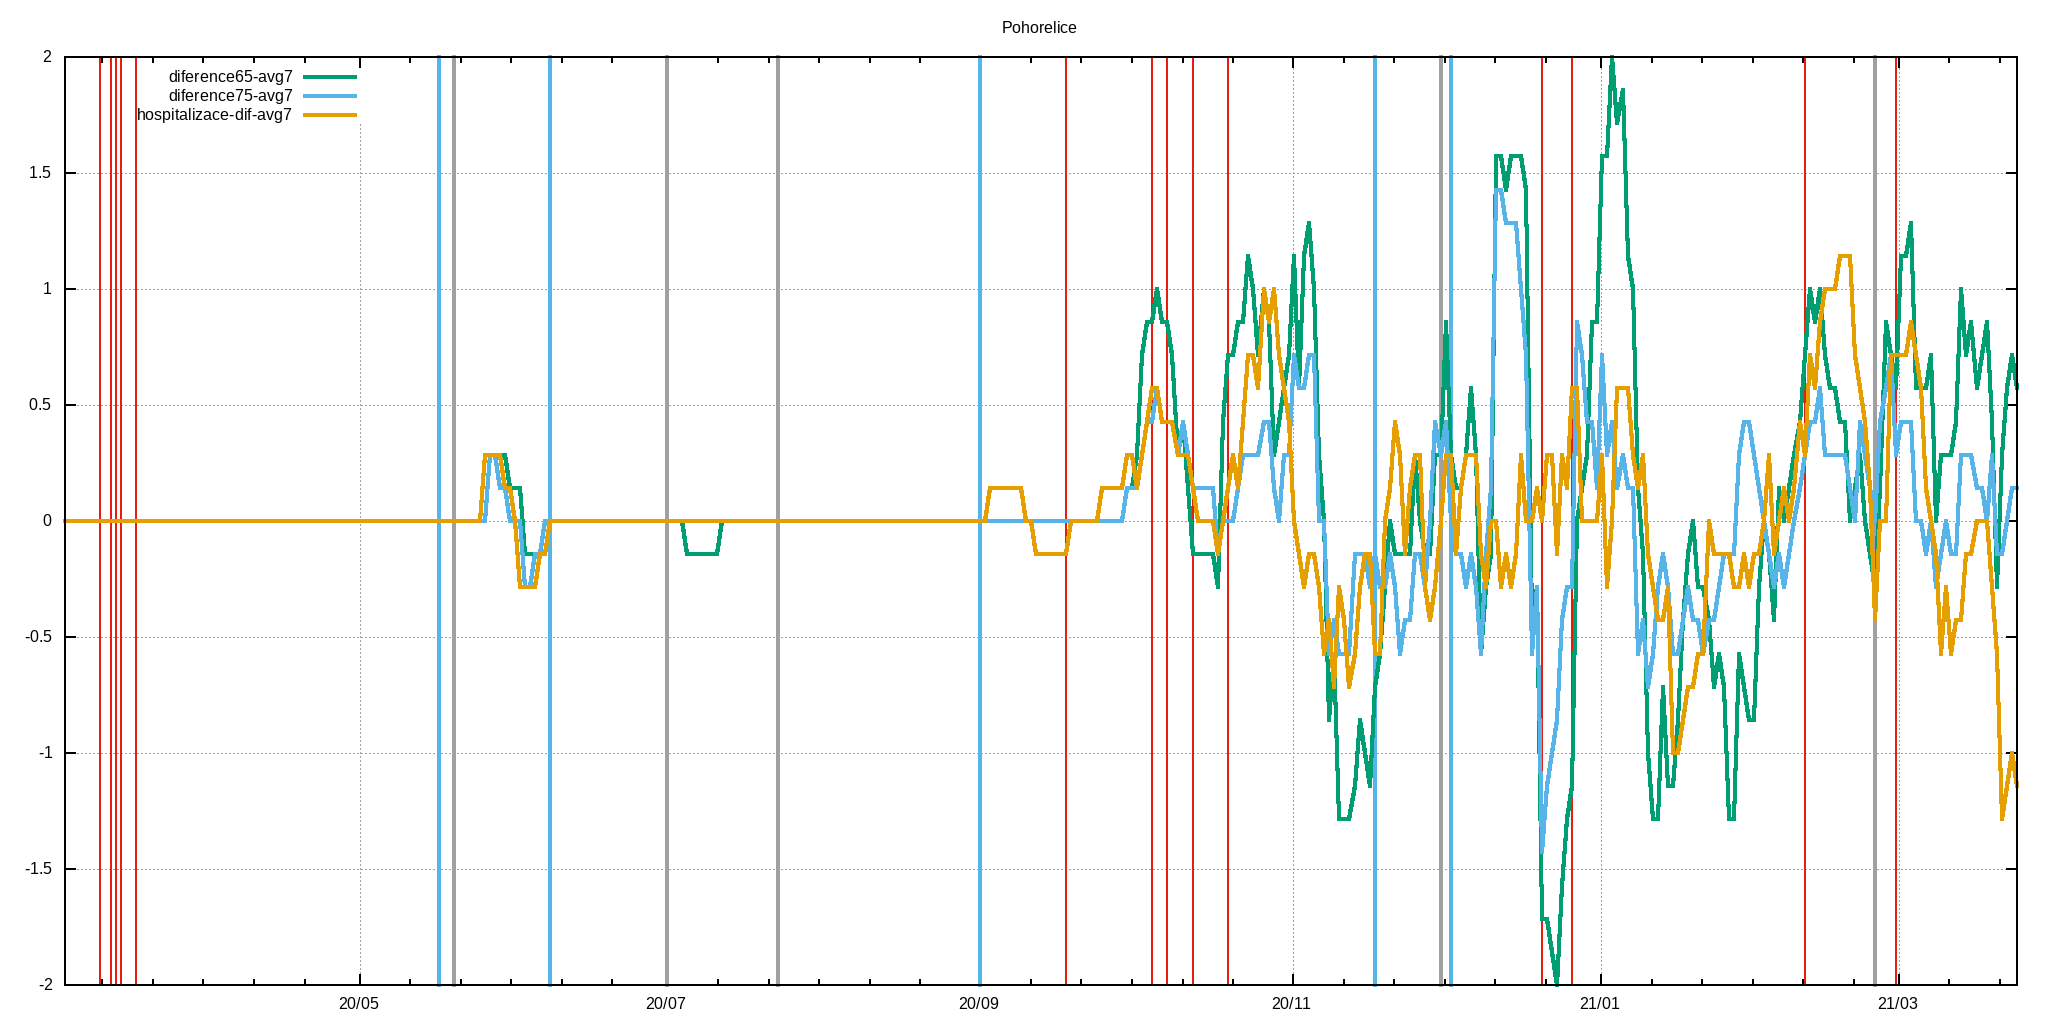 Pohorelice
diference65-avg7
diference75-avg7
hospitalizace-dif-avg7
2
1.5
1
0.5
0
-0.5
-1
-1.5
-2
20/05 20/07 20/09 20/11 21/01 21/03